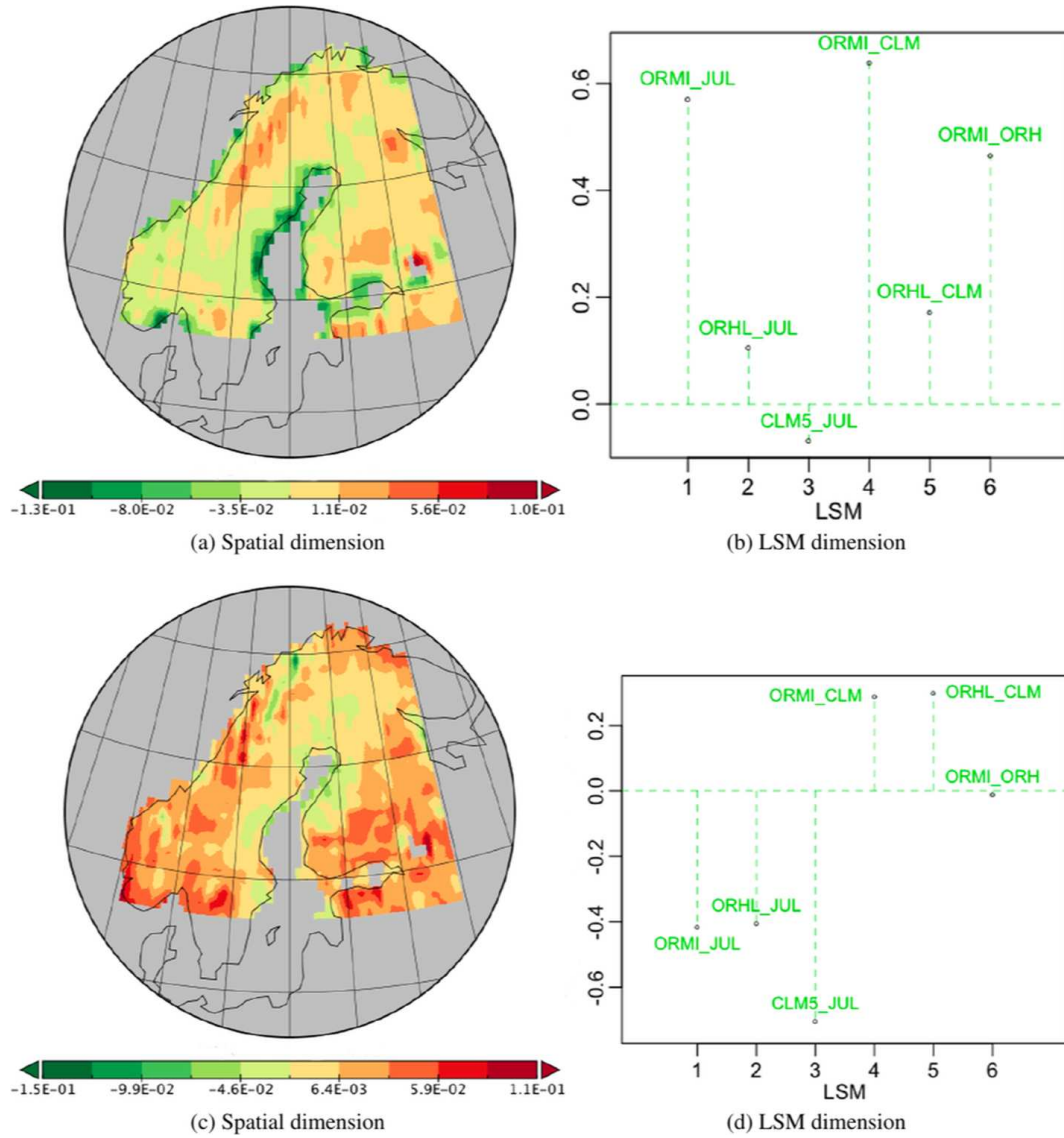 ORMI_CLM
0.6
ORMI_JUL
ORMI_ORH
0.4
ORHL_CLM
0.2
ORHL_JUL
0.0
CLM5_JUL
1 2 3 4 5 6
LSM
−1.3E−01 −8.0E−02 −3.5E−02 1.1E−02 5.6E−02 1.0E−01
(a) Spatial dimension
(b) LSM dimension
ORMI_CLM ORHL_CLM
0.2
ORMI_ORH
0.0
-0.2
-0.4
ORHL_JUL
ORMI_JUL
-0.6
CLM5_JUL
1 2 3 4 5 6
LSM
−1.5E−01 −9.9E−02 −4.6E−02 6.4E−03 5.9E−02 1.1E−01
(c) Spatial dimension
(d) LSM dimension